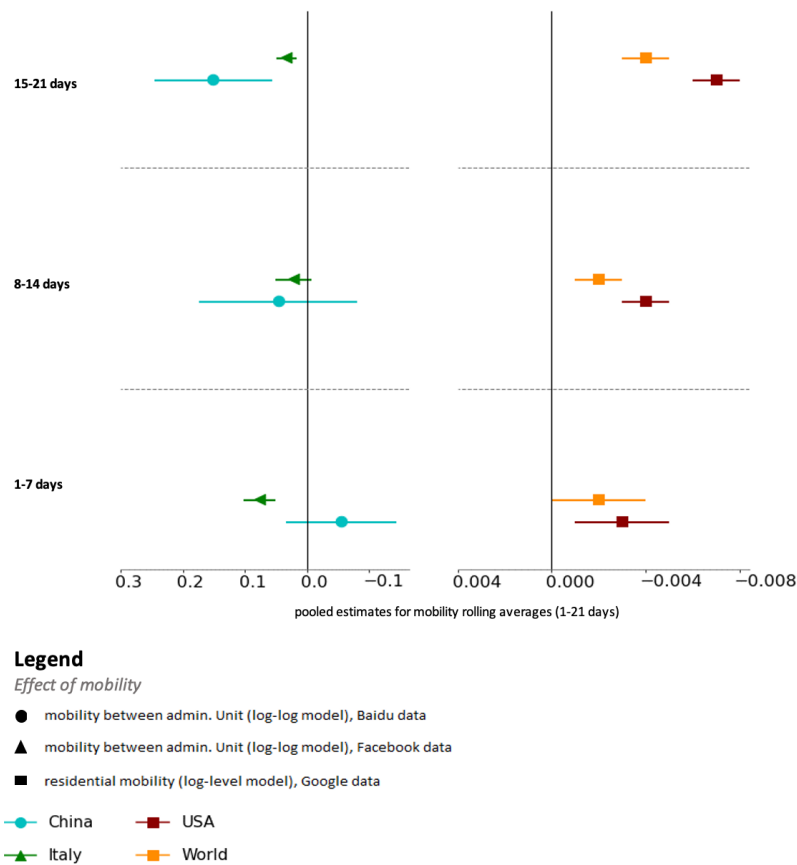 15-21 days
8-14 days
1-7 days
0.3 0.2 0.1 0.0 −0.1 0.004 0.000 −0.004 −0.008
pooled estimates for mobility rolling averages (1-21 days)
Legend
Effect of mobility
mobility between admin. Unit (log-log model), Baidu data
mobility between admin. Unit (log-log model), Facebook data
residential mobility (log-level model), Google data
China USA
Italy World